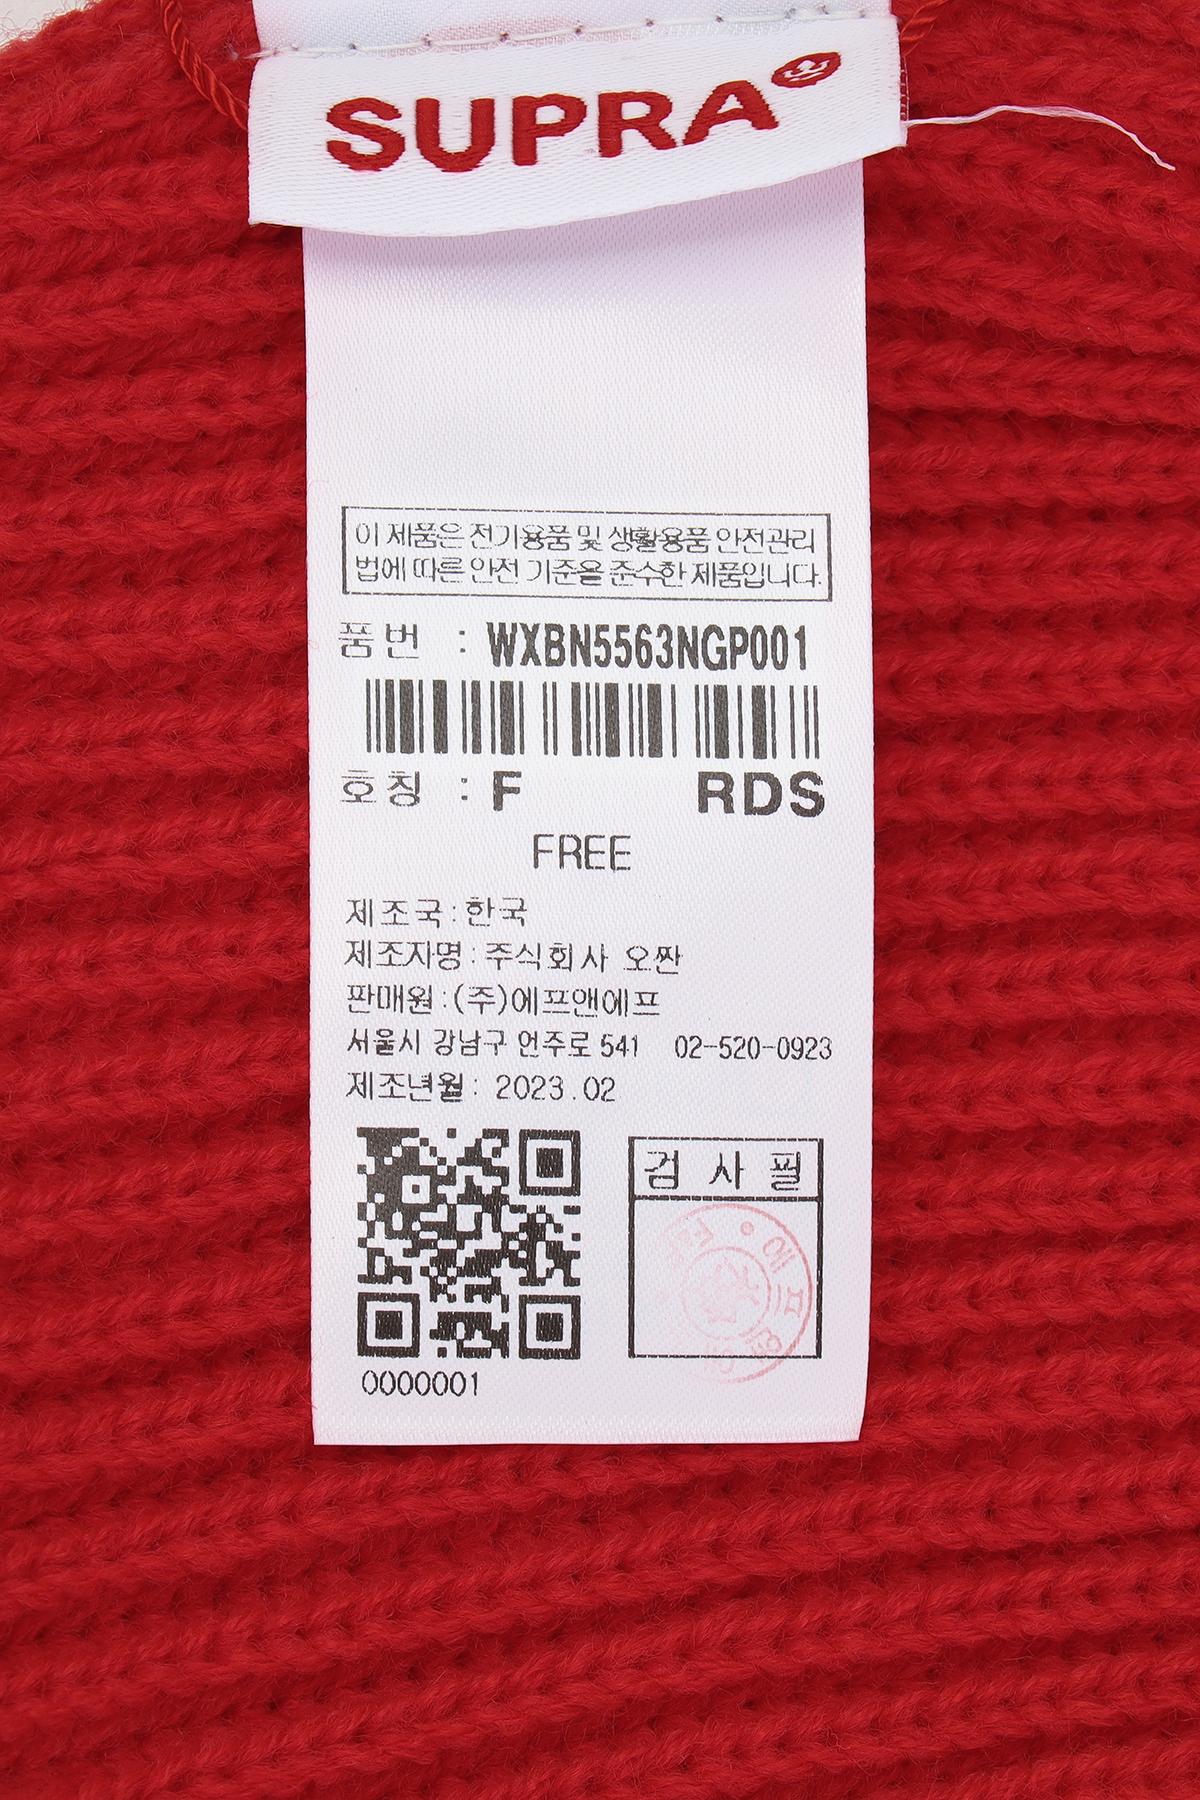 SUPRA
이 제품은 전기용품 및 생활용품 안전관리
법에 따른 안전 기준을 준수한 제품입니다.
품번 : WXBN5563NGP001
호칭 : F RDS
FREE
제조국:한국
제조자명:주식회사 오짠
판매원:(주)에프앤에프
서울시 강남구 언주로 541 02-520-0923
제조년월: 2023.02
검 사 필
0000001